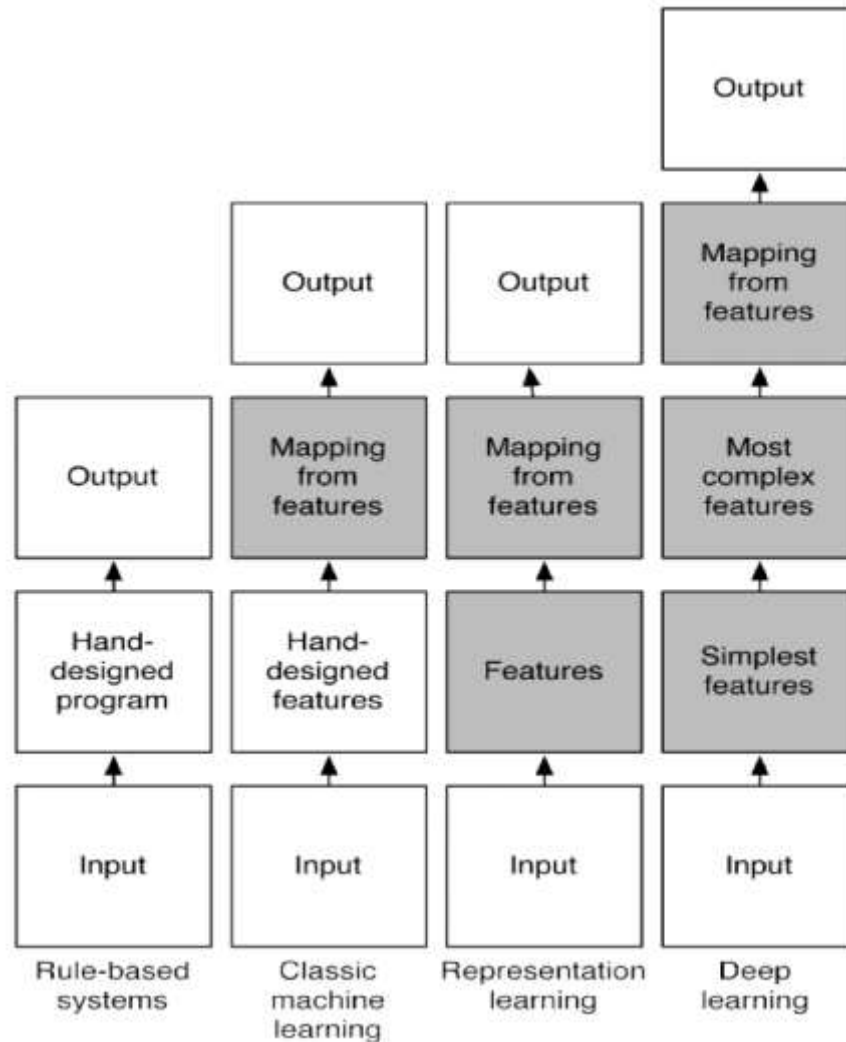 Output
Output
Output
Mapping
from
features
Output
Mapping
from
features
Mapping
from
features
Most
complex
features
Hand-
designed
program
Hand-
designed
features
Features
Simplest
features
Input
Input
Input
Input
Rule-based
systems
Classic
machine
learning
Representation
learning
Deep
learning